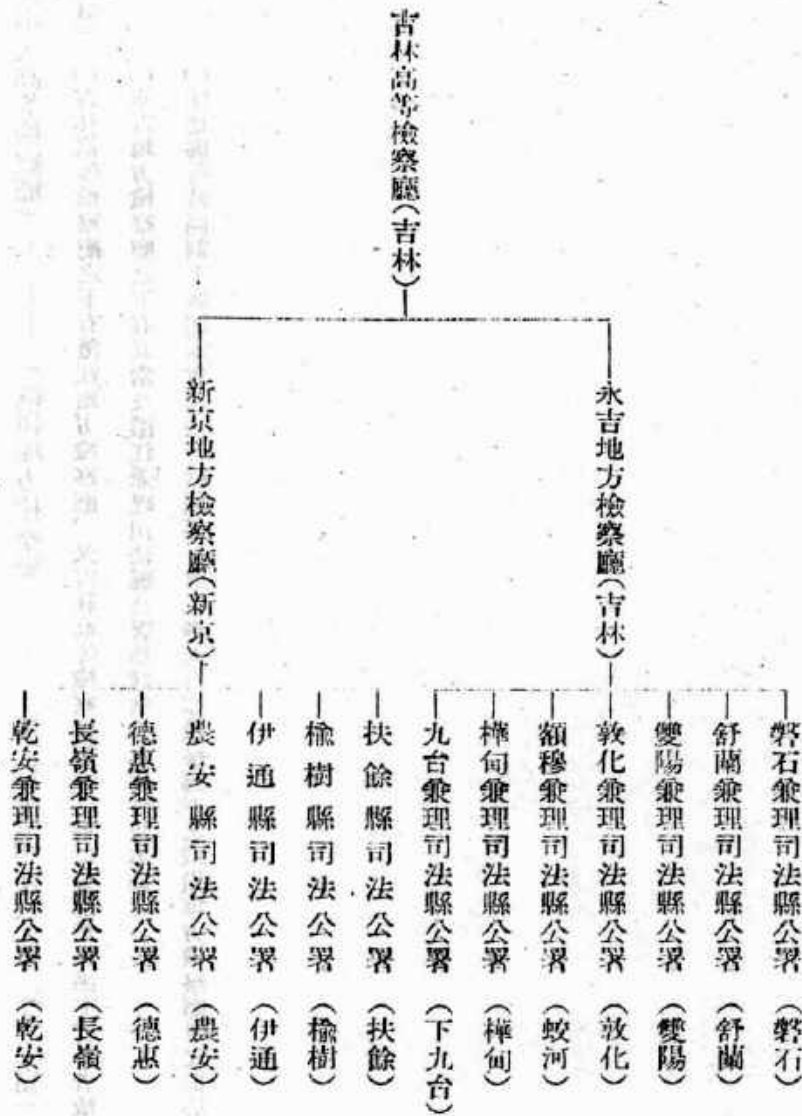 吉林高等檢察廳(吉林)
永吉地方檢察廳(吉林)
磐石兼理司法縣公署(磐石)
舒蘭兼理司法縣公署(舒蘭)
雙陽兼理司法縣公署(雙陽)
敦化兼理司法縣公署(敦化)
額穆兼理司法縣公署(蛟河)
樺甸兼理司法縣公署(樺甸)
九台兼理司法縣公署(下九台)
新京地方檢察廳(新京)
扶餘縣司法公署(扶餘)
楡樹縣司法公署(楡樹)
伊通縣司法公署(伊通)
農安縣司法公署(農安)
德惠兼理司法縣公署(德惠)
長嶺兼理司法縣公署(長嶺)
乾安兼理司法縣公署(乾安)